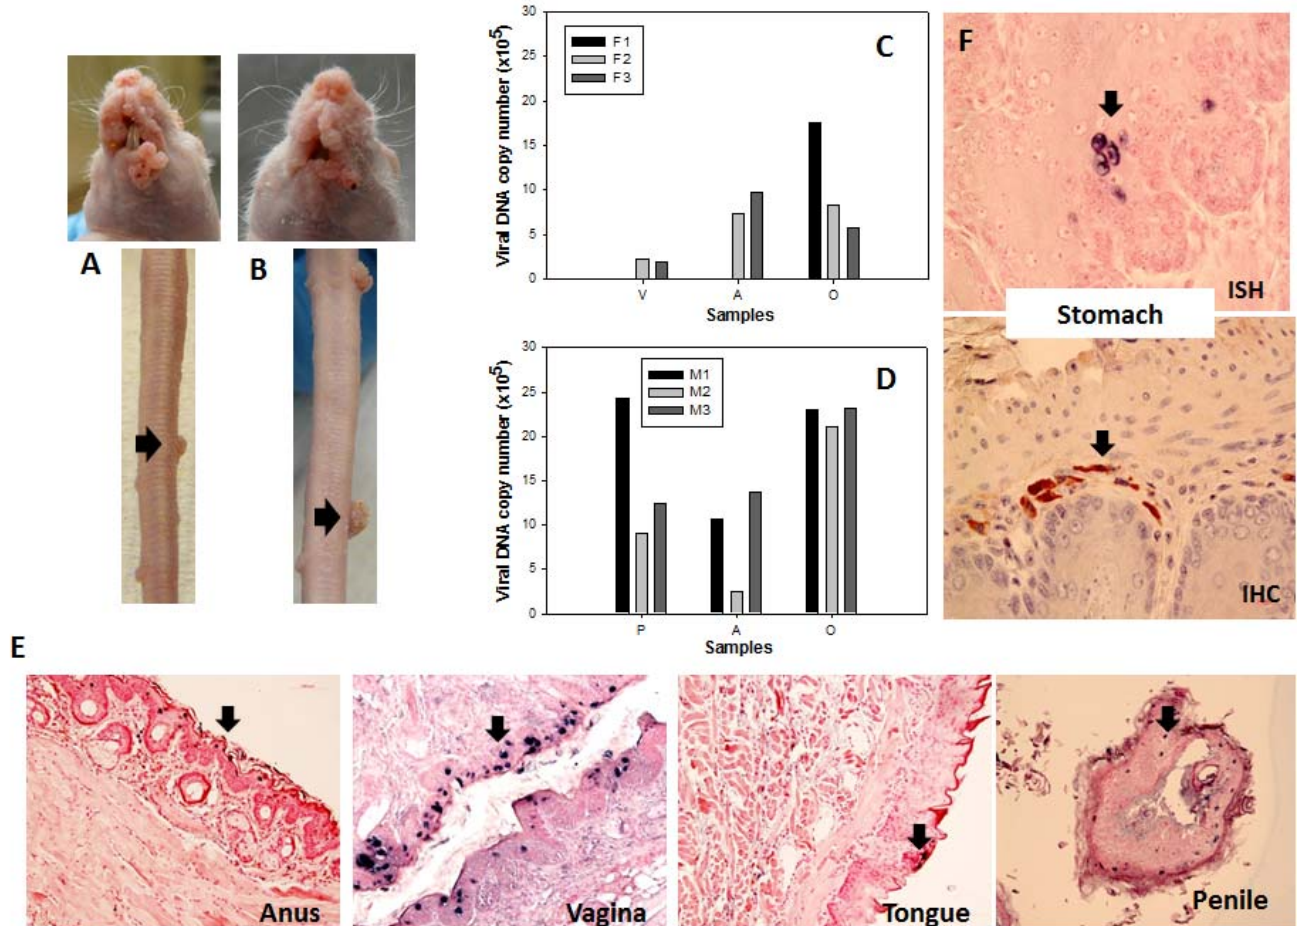 A
B
Viral DNA copy number (x10⁵)
30
25
20
15
10
5
0
F1
F2
F3
C
V A O
Samples
Viral DNA copy number (x10⁵)
30
25
20
15
10
5
0
M1
M2
M3
D
P A O
Samples
F
ISH
Stomach
IHC
E
Anus
Vagina
Tongue
Penile